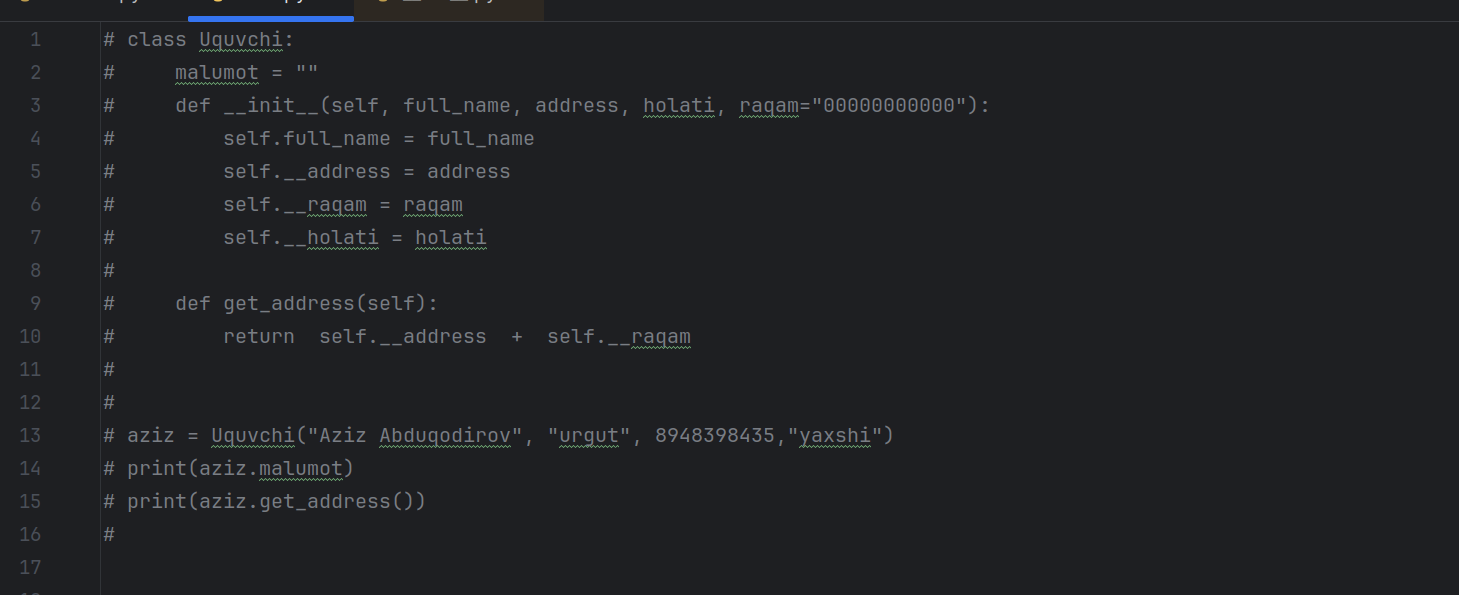 1 # class Uquvchi:
2 #     malumot = ""
3 #     def __init__(self, full_name, address, holati, raqam="00000000000"):
4 #         self.full_name = full_name
5 #         self.__address = address
6 #         self.__raqam = raqam
7 #         self.__holati = holati
8 #
9 #     def get_address(self):
10 #         return  self.__address  +  self.__raqam
11 #
12 #
13 # aziz = Uquvchi("Aziz Abduqodirov", "urgut", 8948398435,"yaxshi")
14 # print(aziz.malumot)
15 # print(aziz.get_address())
16 #
17